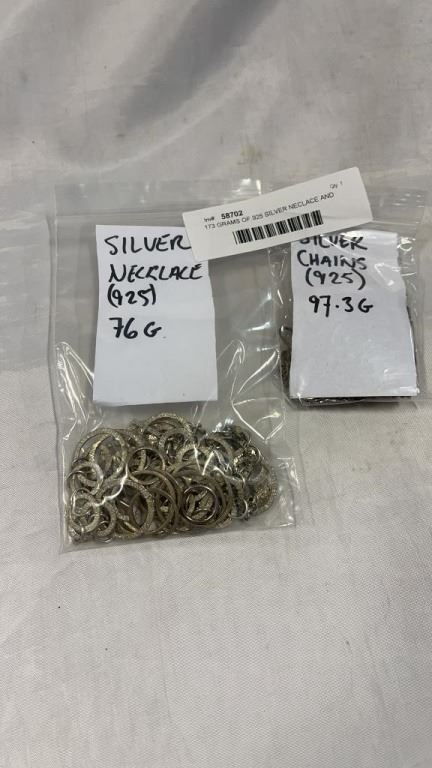 Inv#: 58702
Qty 1
173 GRAMS OF 925 SILVER NECLACE AND
SILVER
NECKLACE
(925)
76G
SILVER
CHAINS
(925)
97.3G